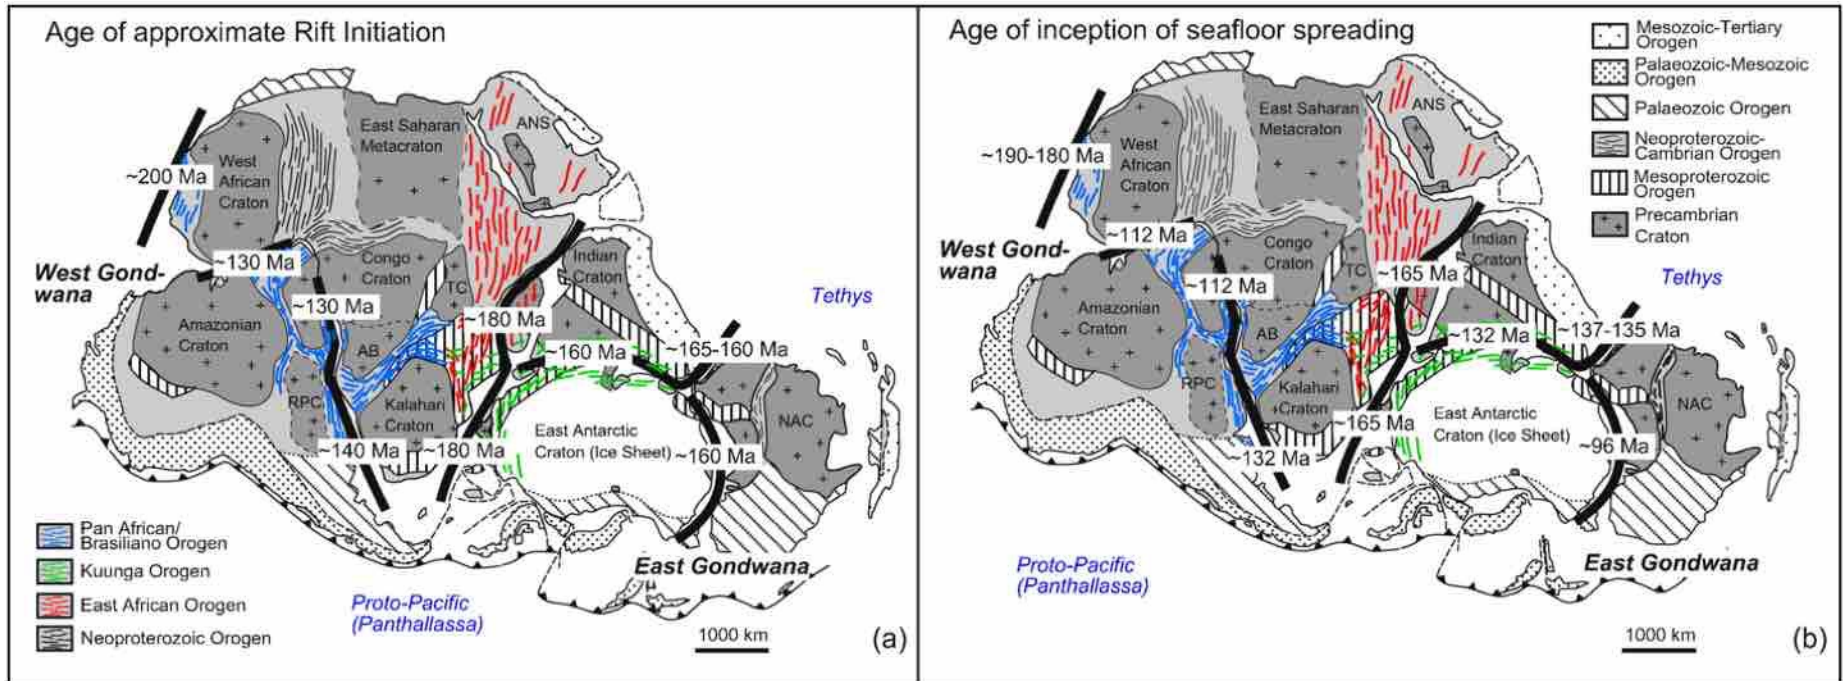 Age of approximate Rift Initiation
ANS
East Saharan
Metacraton
West
African
Craton
~200 Ma
~130 Ma
Congo
Craton
Indian
Craton
TC
West Gond-
wana
~130 Ma
~180 Ma
Tethys
Amazonian
Craton
AB
~160 Ma
~165-160 Ma
RPC
Kalahari
Craton
NAC
East Antarctic
Craton (Ice Sheet)
~140 Ma
~180 Ma
~160 Ma
Pan African/
Brasiliano Orogen
Kuunga Orogen
East African Orogen
Neoproterozoic Orogen
East Gondwana
Proto-Pacific
(Panthallassa)
1000 km
(a)
Age of inception of seafloor spreading
Mesozoic-Tertiary
Orogen
Palaeozoic-Mesozoic
Orogen
Palaeozoic Orogen
Neoproterozoic-
Cambrian Orogen
Mesoproterozoic
Orogen
Precambrian
Craton
ANS
East Saharan
Metacraton
~190-180 Ma
West
African
Craton
~112 Ma
West Gond-
wana
Congo
Craton
Indian
Craton
TC
~165 Ma
Tethys
~112 Ma
Amazonian
Craton
AB
~132 Ma
~137-135 Ma
RPC
Kalahari
Craton
NAC
East Antarctic
Craton (Ice Sheet)
~165 Ma
~96 Ma
~132 Ma
Proto-Pacific
(Panthallassa)
East Gondwana
1000 km
(b)